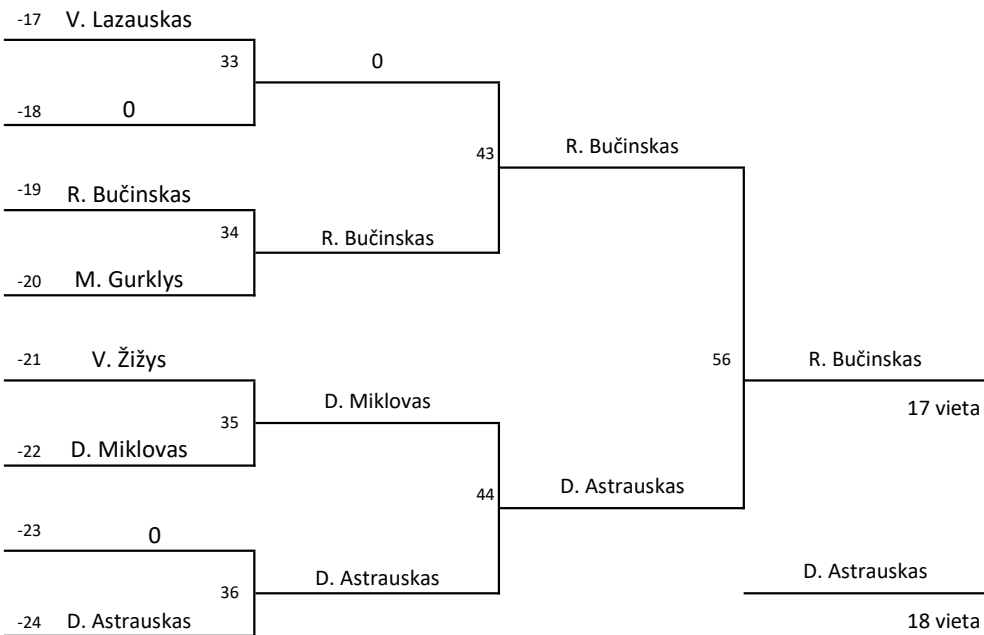 -17 V. Lazauskas
33 0
-18 0
43 R. Bučinskas
-19 R. Bučinskas
34 R. Bučinskas
-20 M. Gurklys
-21 V. Žižys
56 R. Bučinskas
D. Miklovas
17 vieta
35
-22 D. Miklovas
44 D. Astrauskas
-23 0
D. Astrauskas
D. Astrauskas
36
-24 D. Astrauskas
18 vieta